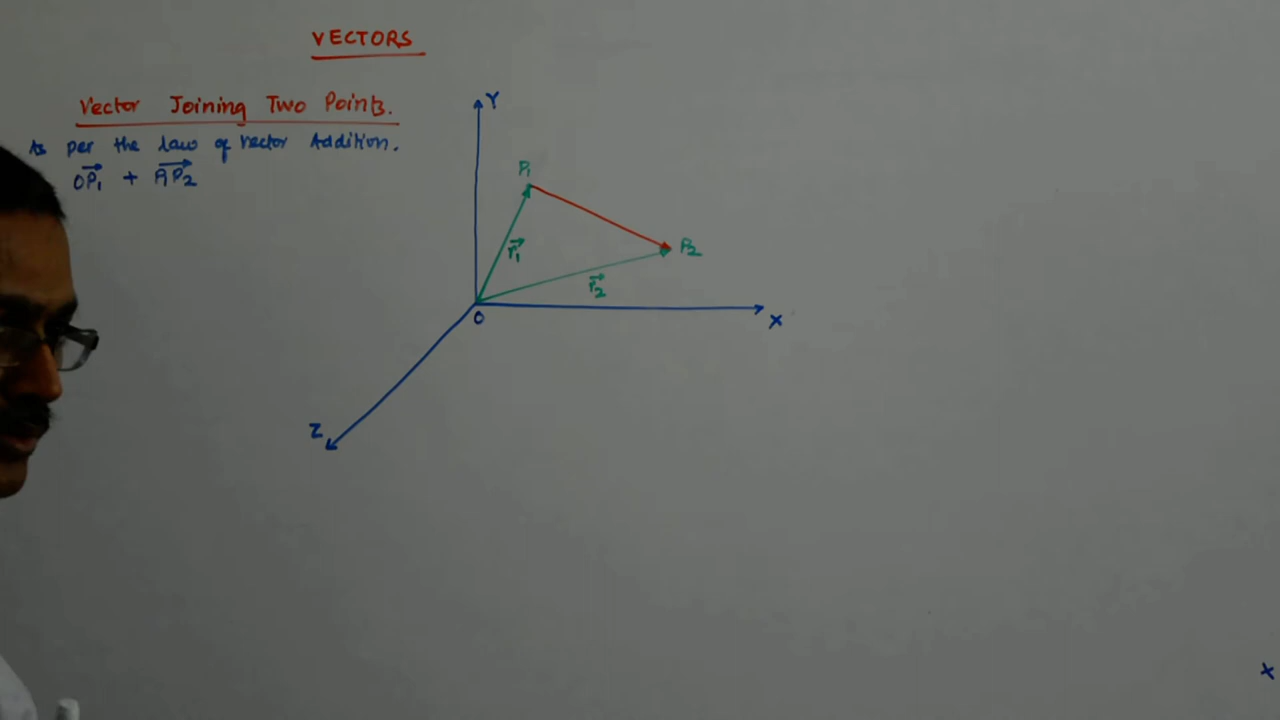 VECTORS
Vector Joining Two Points.
As per the law of vector Addition.
OP₁ + P₁P₂
Y
P₁
r₁
P₂
r₂
O
X
Z
x